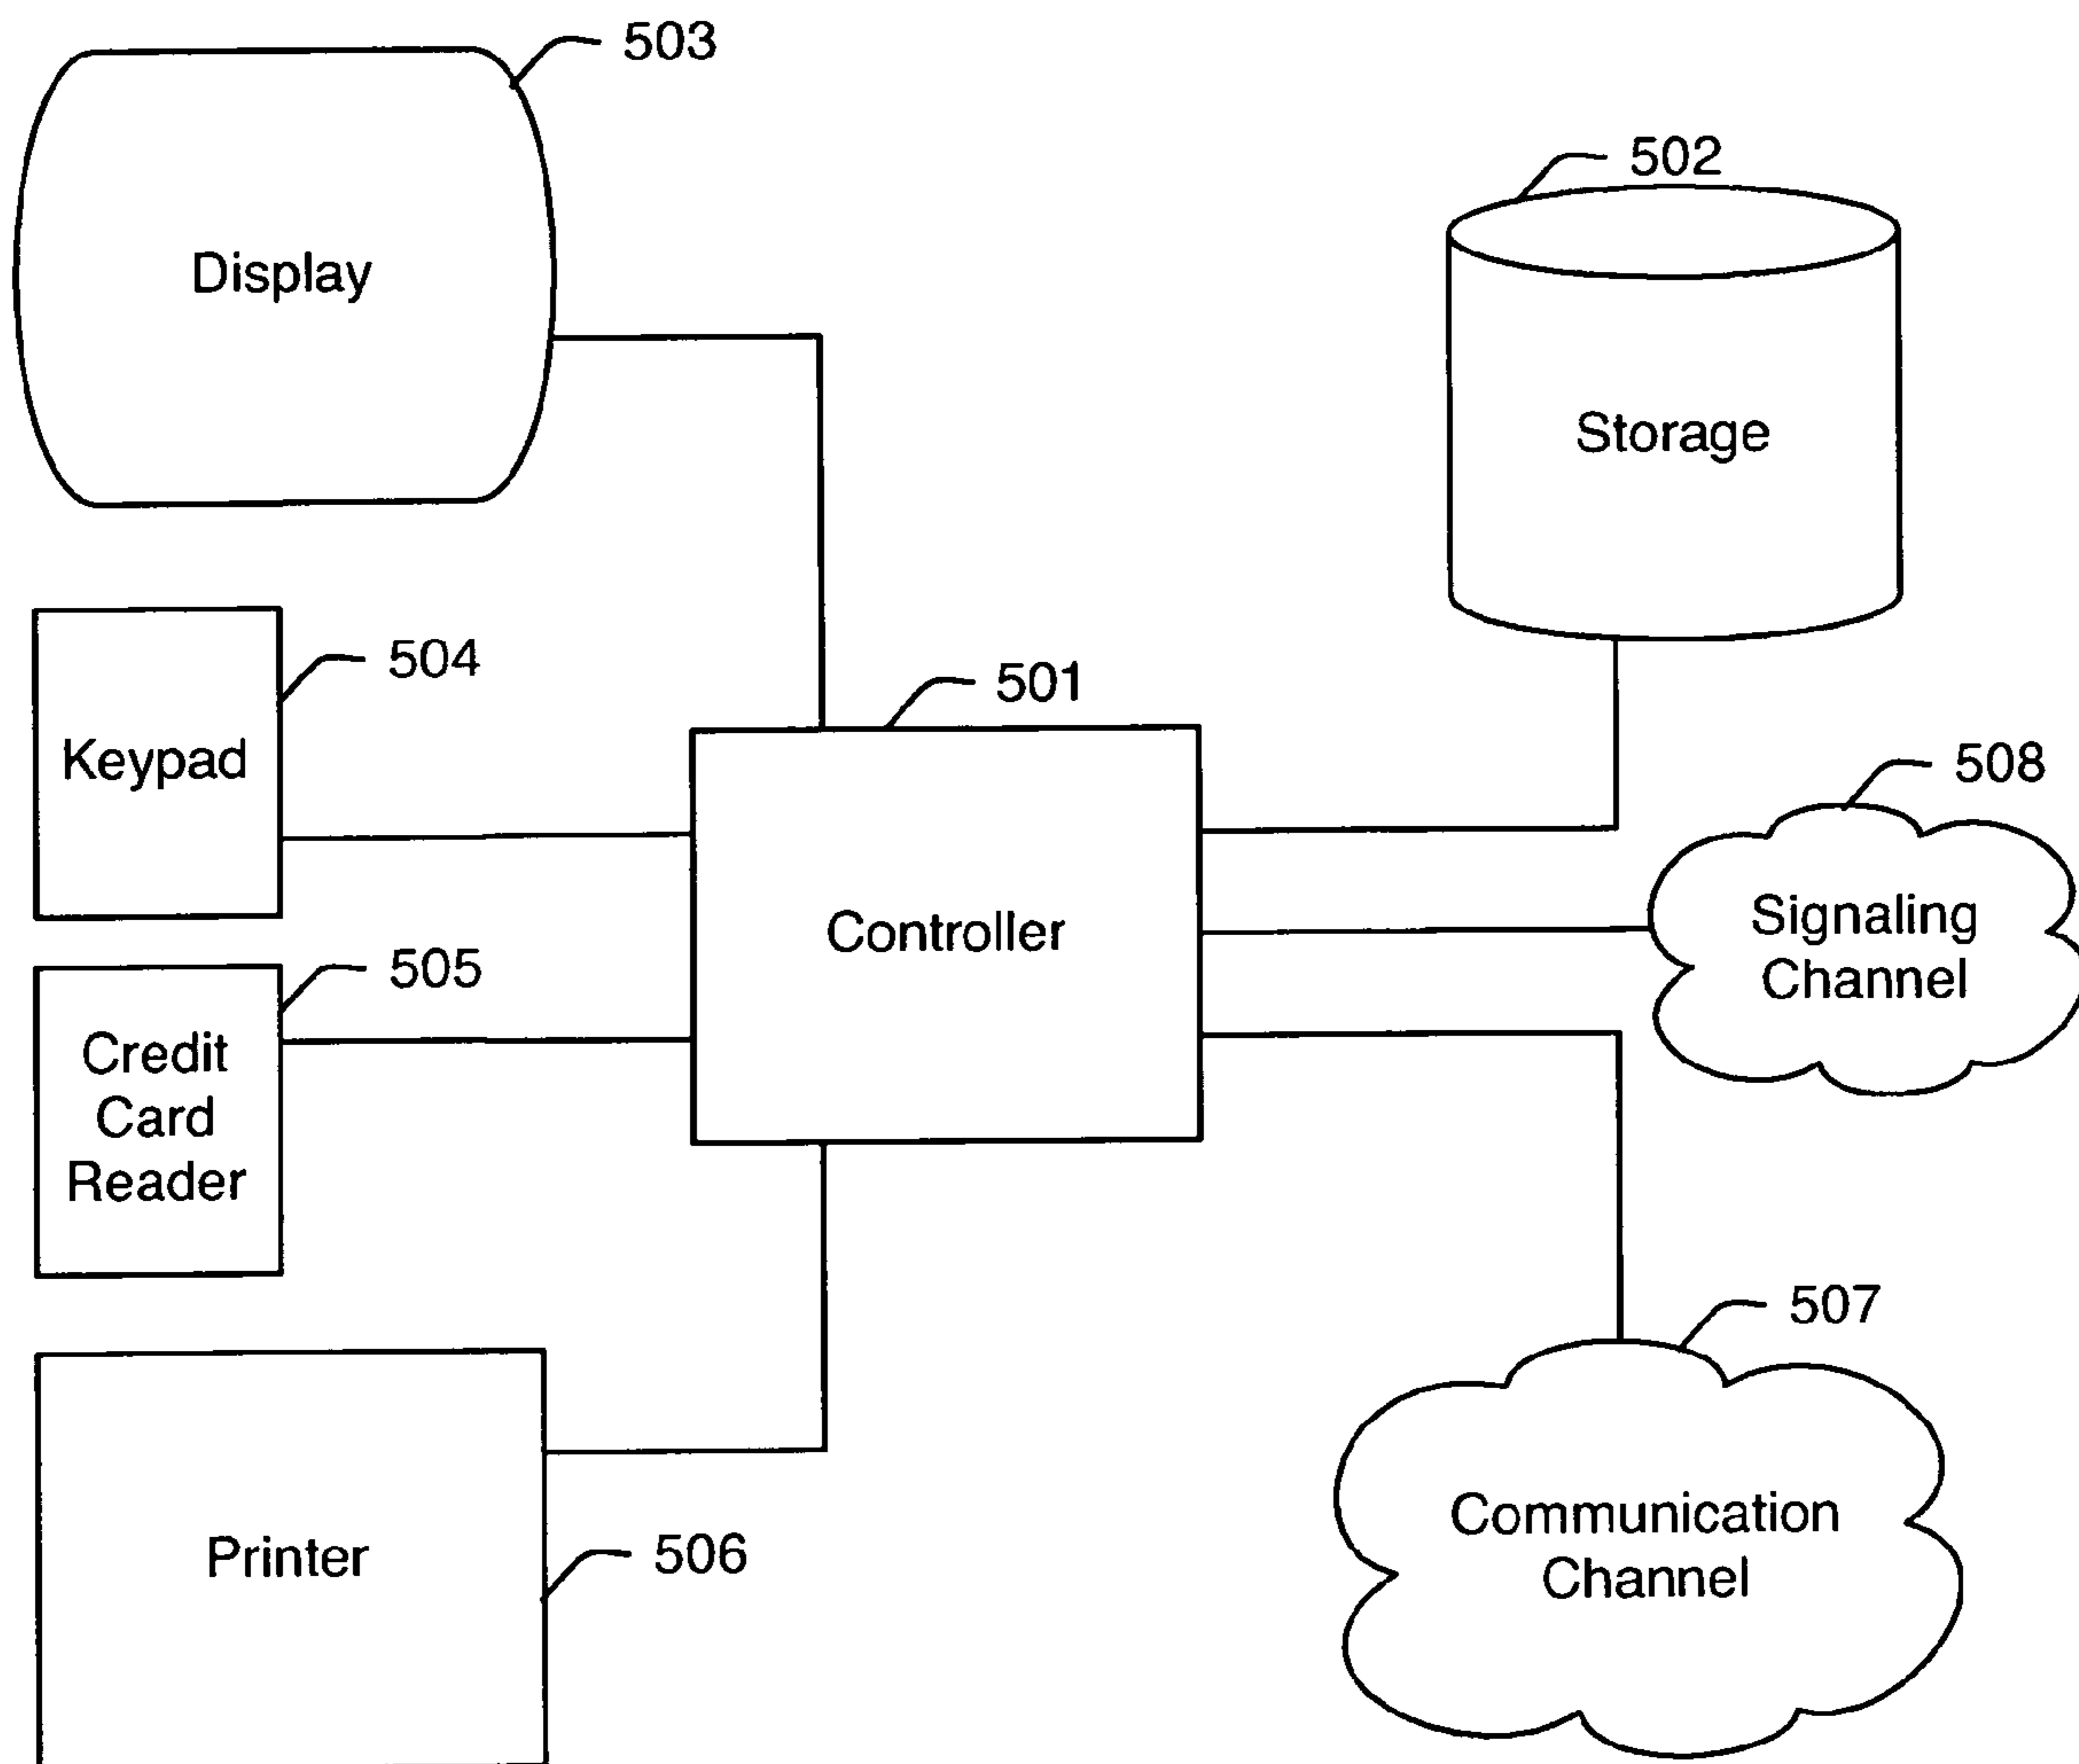 503
Display
502
Storage
504
Keypad
501
Controller
508
Signaling
Channel
505
Credit
Card
Reader
507
Communication
Channel
506
Printer